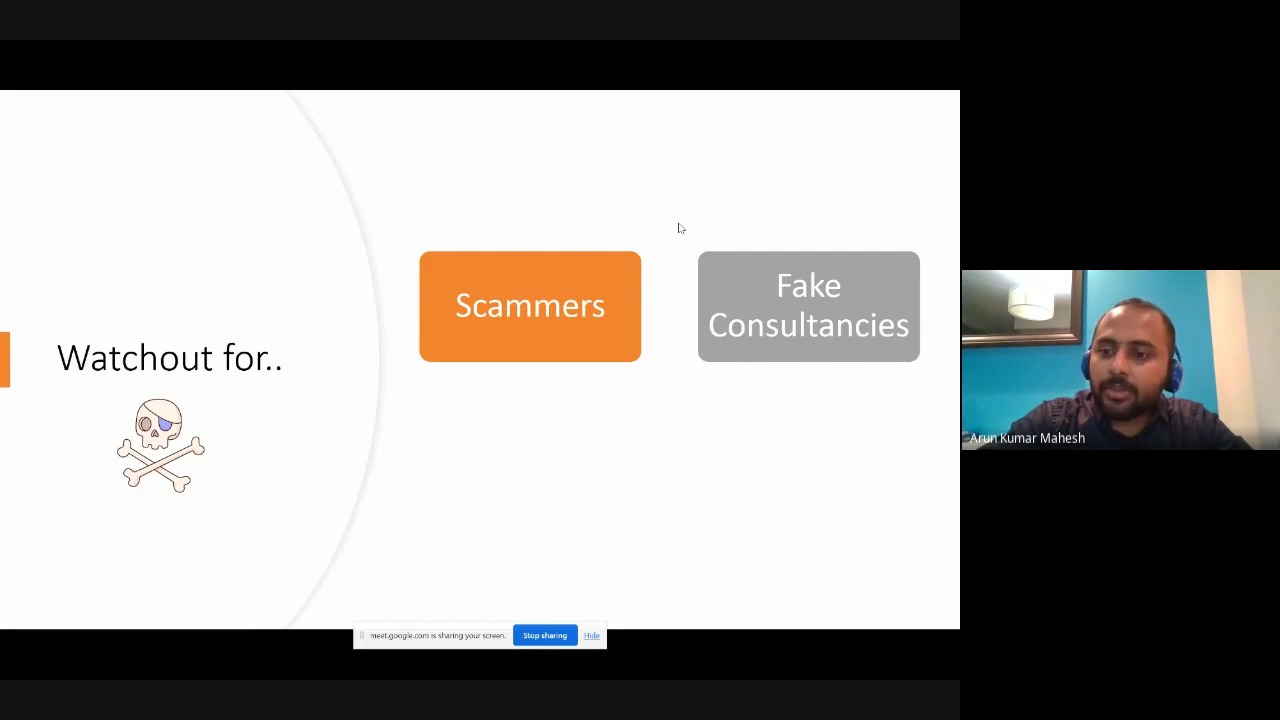 Watchout for..
Scammers
Fake
Consultancies
meet.google.com is sharing your screen.
Stop sharing
Hide
Arun Kumar Mahesh